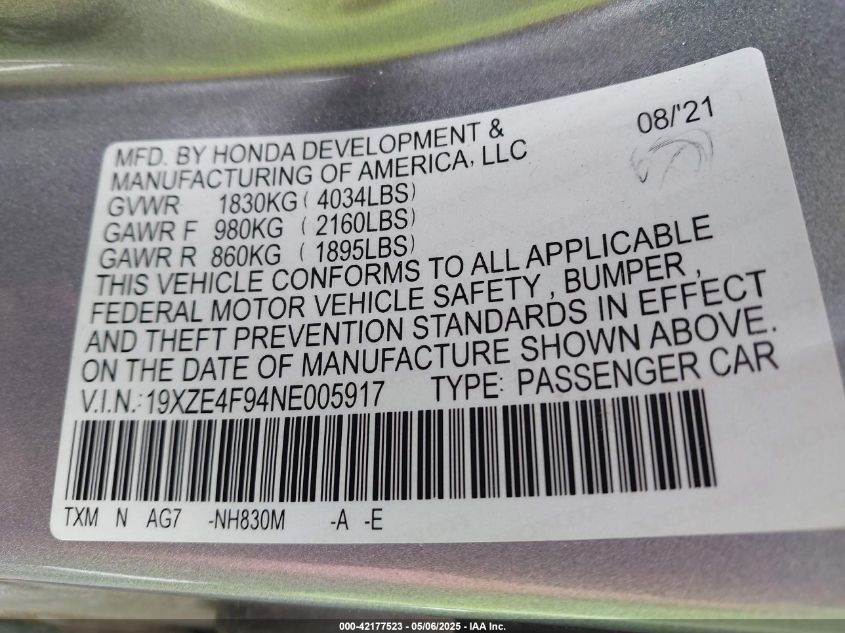 08/'21
MFD. BY HONDA DEVELOPMENT &
MANUFACTURING OF AMERICA, LLC
GVWR 1830KG ( 4034LBS)
GAWR F 980KG ( 2160LBS)
GAWR R 860KG ( 1895LBS)
THIS VEHICLE CONFORMS TO ALL APPLICABLE
FEDERAL MOTOR VEHICLE SAFETY , BUMPER ,
AND THEFT PREVENTION STANDARDS IN EFFECT
ON THE DATE OF MANUFACTURE SHOWN ABOVE.
V.I.N.: 19XZE4F94NE005917 TYPE: PASSENGER CAR
TXM N AG7 -NH830M -A -E
000-42177523 - 05/06/2025 - IAA Inc.